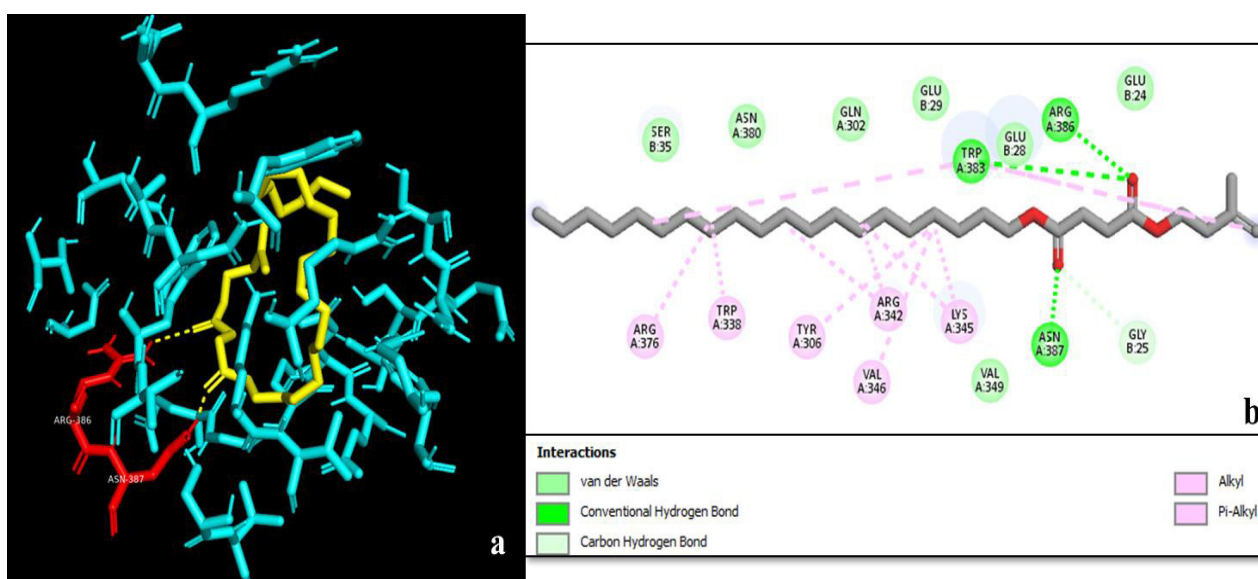 ARG-386
ASN-387
a
GLU
B:24
GLU
B:29
ARG
A:386
GLN
A:302
ASN
A:380
SER
B:35
GLU
B:28
TRP
A:383
ARG
A:376
TRP
A:338
TYR
A:306
ARG
A:342
LYS
A:345
VAL
A:346
VAL
A:349
ASN
A:387
GLY
B:25
b
Interactions
van der Waals
Conventional Hydrogen Bond
Carbon Hydrogen Bond
Alkyl
Pi-Alkyl